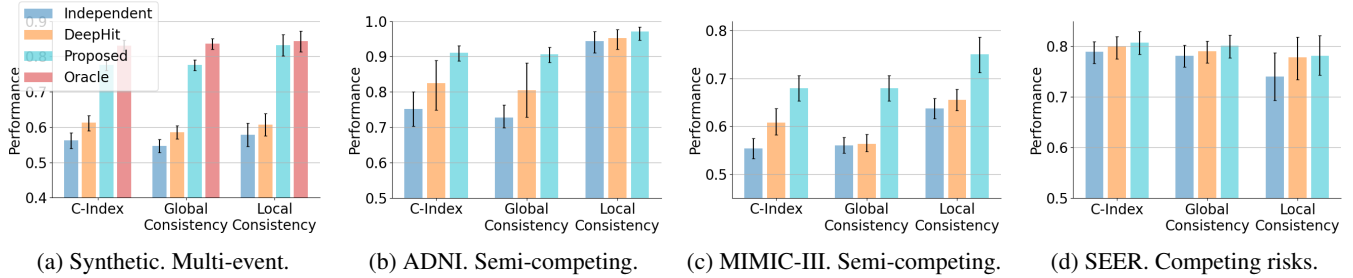 Independent
DeepHit
Proposed
Oracle
Performance
0.9
0.8
0.7
0.6
0.5
0.4
C-Index
Global
Consistency
Local
Consistency
(a) Synthetic. Multi-event.
Performance
1.0
0.9
0.8
0.7
0.6
0.5
C-Index
Global
Consistency
Local
Consistency
(b) ADNI. Semi-competing.
Performance
0.8
0.7
0.6
0.5
C-Index
Global
Consistency
Local
Consistency
(c) MIMIC-III. Semi-competing.
Performance
0.8
0.7
0.6
0.5
C-Index
Global
Consistency
Local
Consistency
(d) SEER. Competing risks.